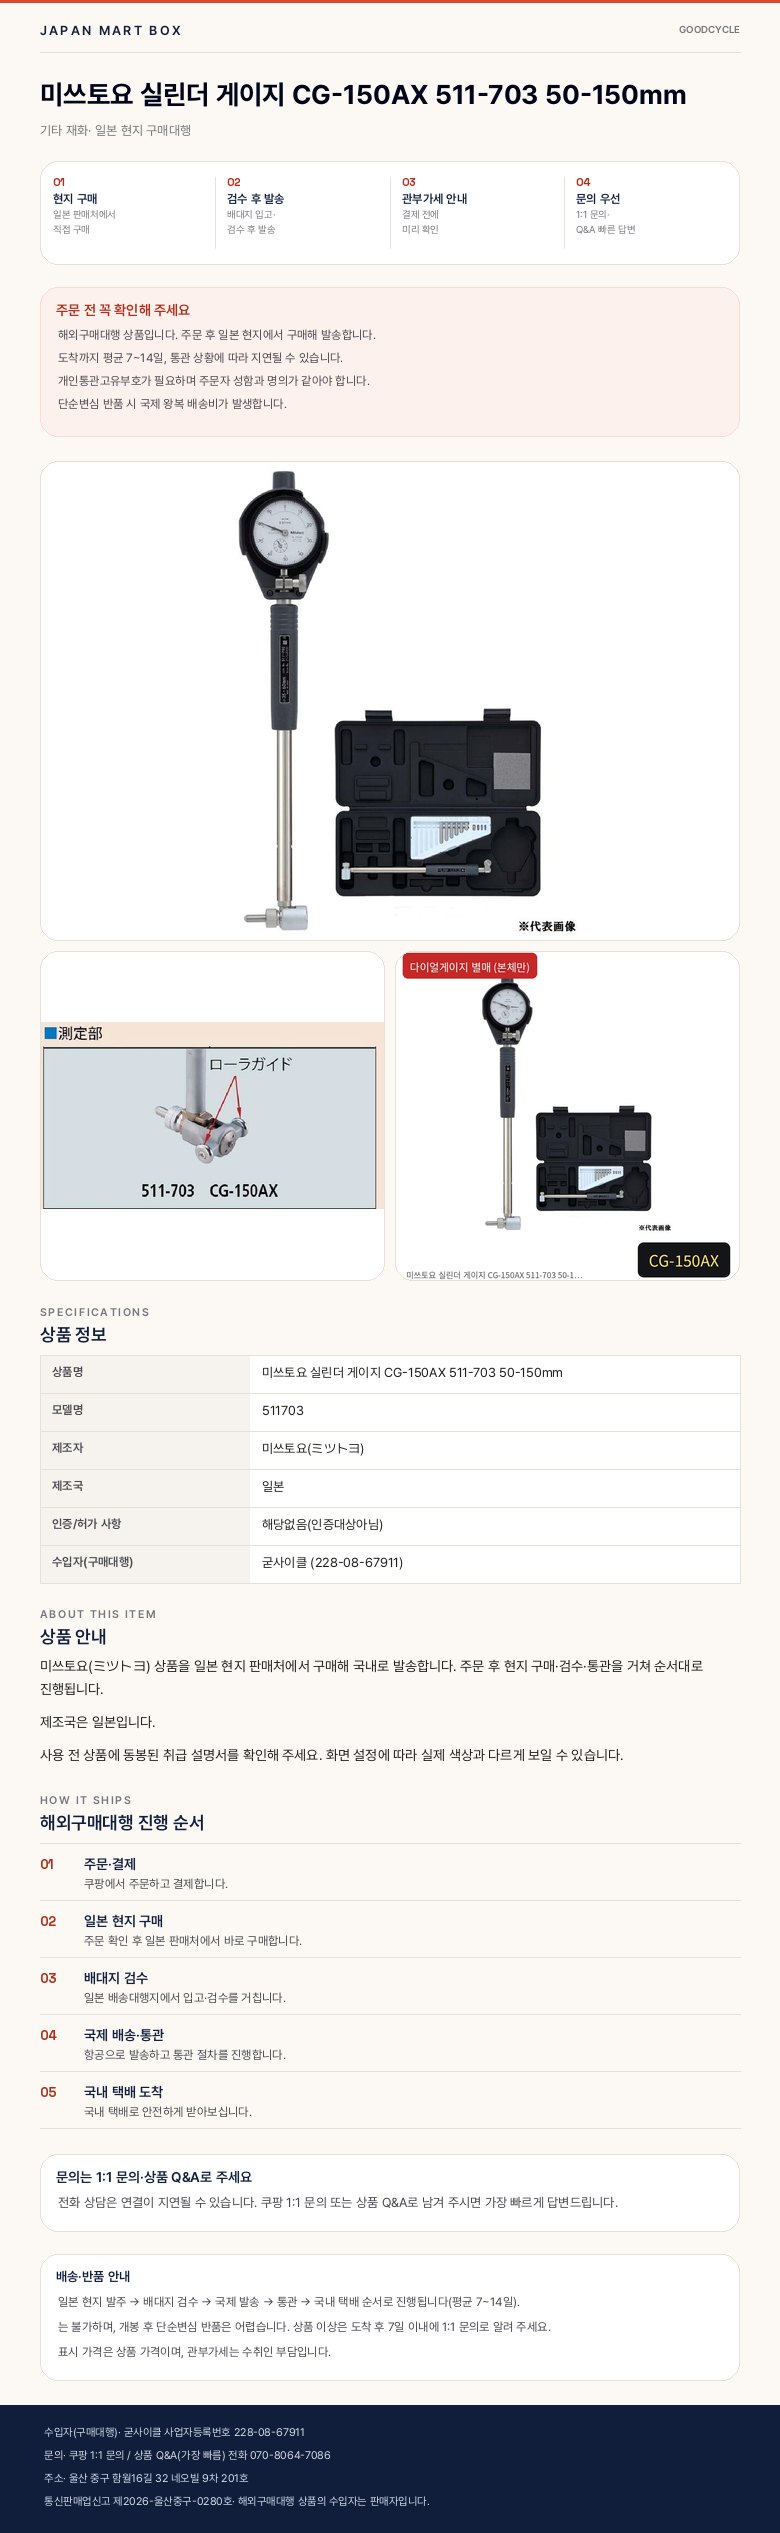 JAPAN MART BOX
GOODCYCLE
미쓰토요 실린더 게이지 CG-150AX 511-703 50-150mm
기타 재화· 일본 현지 구매대행
01
현지 구매
일본 판매처에서
직접 구매
02
검수 후 발송
배대지 입고·
검수 후 발송
03
관부가세 안내
결제 전에
미리 확인
04
문의 우선
1:1 문의·
Q&A 빠른 답변
주문 전 꼭 확인해 주세요
해외구매대행 상품입니다. 주문 후 일본 현지에서 구매해 발송합니다.
도착까지 평균 7~14일, 통관 상황에 따라 지연될 수 있습니다.
개인통관고유부호가 필요하며 주문자 성함과 명의가 같아야 합니다.
단순변심 반품 시 국제 왕복 배송비가 발생합니다.
Mitutoyo
※代表画像
■測定部
ローラガイド
511-703 CG-150AX
다이얼게이지 별매 (본체만)
※代表画像
CG-150AX
미쓰토요 실린더 게이지 CG-150AX 511-703 50-1...
SPECIFICATIONS
상품 정보
상품명 미쓰토요 실린더 게이지 CG-150AX 511-703 50-150mm
모델명 511703
제조자 미쓰토요(ミツトヨ)
제조국 일본
인증/허가 사항 해당없음(인증대상아님)
수입자(구매대행) 굳사이클 (228-08-67911)
ABOUT THIS ITEM
상품 안내
미쓰토요(ミツトヨ) 상품을 일본 현지 판매처에서 구매해 국내로 발송합니다. 주문 후 현지 구매·검수·통관을 거쳐 순서대로
진행됩니다.
제조국은 일본입니다.
사용 전 상품에 동봉된 취급 설명서를 확인해 주세요. 화면 설정에 따라 실제 색상과 다르게 보일 수 있습니다.
HOW IT SHIPS
해외구매대행 진행 순서
01 주문·결제
쿠팡에서 주문하고 결제합니다.
02 일본 현지 구매
주문 확인 후 일본 판매처에서 바로 구매합니다.
03 배대지 검수
일본 배송대행지에서 입고·검수를 거칩니다.
04 국제 배송·통관
항공으로 발송하고 통관 절차를 진행합니다.
05 국내 택배 도착
국내 택배로 안전하게 받아보십니다.
문의는 1:1 문의·상품 Q&A로 주세요
전화 상담은 연결이 지연될 수 있습니다. 쿠팡 1:1 문의 또는 상품 Q&A로 남겨 주시면 가장 빠르게 답변드립니다.
배송·반품 안내
일본 현지 발주 → 배대지 검수 → 국제 발송 → 통관 → 국내 택배 순서로 진행됩니다(평균 7~14일).
는 불가하며, 개봉 후 단순변심 반품은 어렵습니다. 상품 이상은 도착 후 7일 이내에 1:1 문의로 알려 주세요.
표시 가격은 상품 가격이며, 관부가세는 수취인 부담입니다.
수입자(구매대행)· 굳사이클 사업자등록번호 228-08-67911
문의· 쿠팡 1:1 문의 / 상품 Q&A(가장 빠름) 전화 070-8064-7086
주소· 울산 중구 함월16길 32 네오빌 9차 201호
통신판매업신고 제2026-울산중구-0280호· 해외구매대행 상품의 수입자는 판매자입니다.